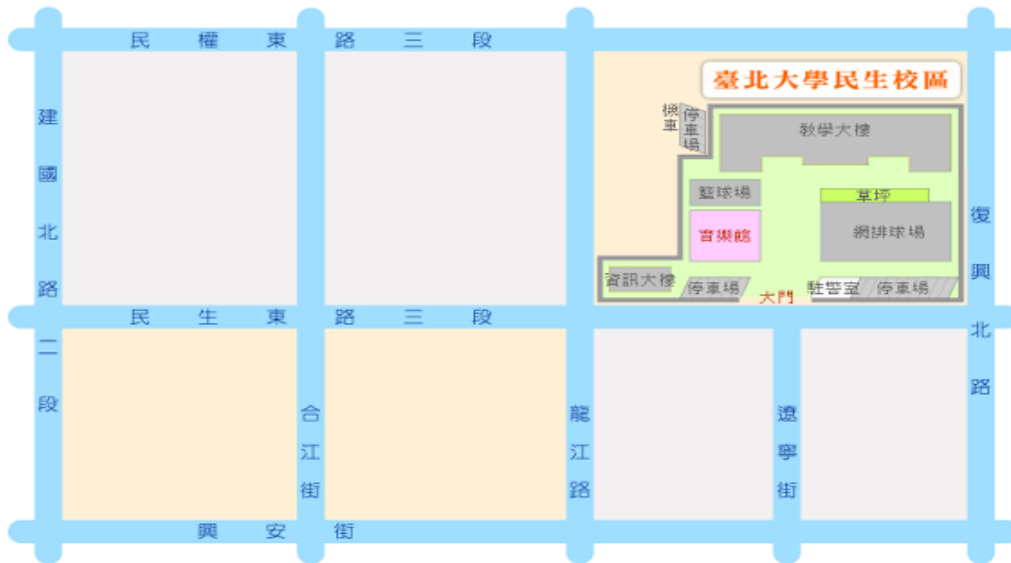 民權東路三段
臺北大學民生校區
機車
停車場
教學大樓
建國北路二段
籃球場
草坪
復興北路
音樂館
網排球場
資訊大樓
停車場
大門
駐警室
停車場
民生東路三段
合江街
龍江路
遼寧街
興安街